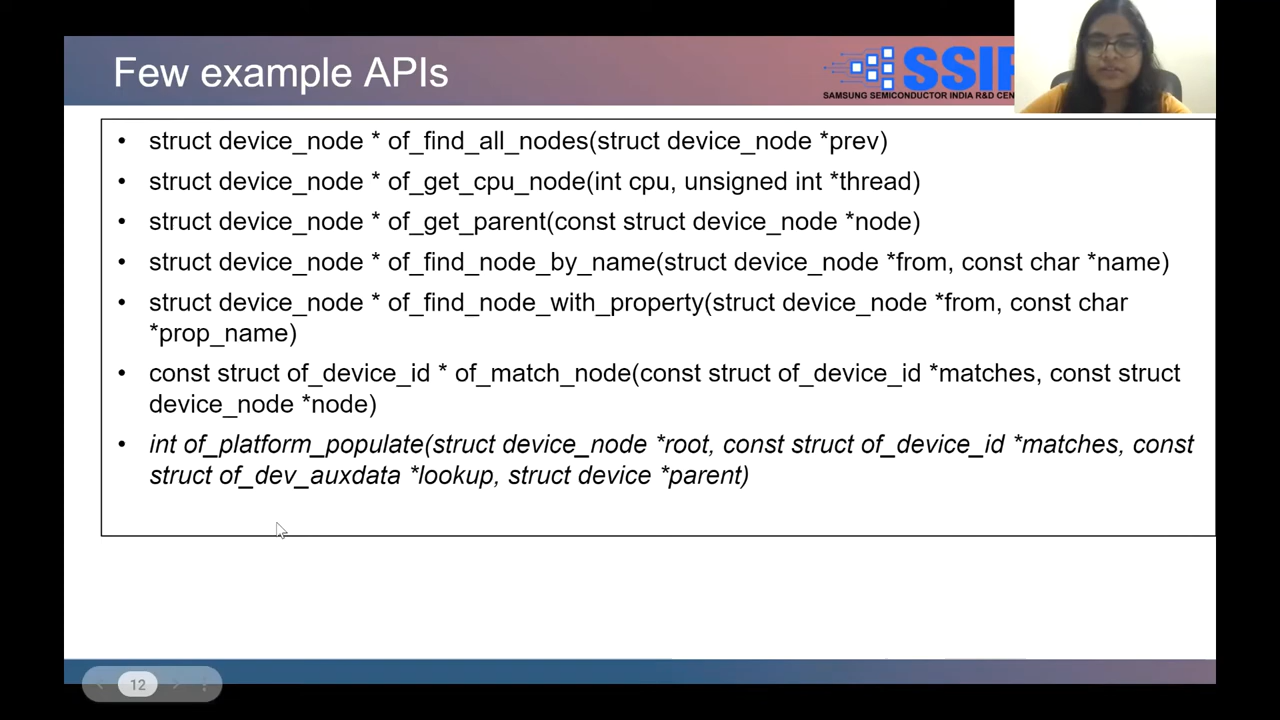 Few example APIs
SAMSUNG SEMICONDUCTOR INDIA R&D
• struct device_node * of_find_all_nodes(struct device_node *prev)
• struct device_node * of_get_cpu_node(int cpu, unsigned int *thread)
• struct device_node * of_get_parent(const struct device_node *node)
• struct device_node * of_find_node_by_name(struct device_node *from, const char *name)
• struct device_node * of_find_node_with_property(struct device_node *from, const char
*prop_name)
• const struct of_device_id * of_match_node(const struct of_device_id *matches, const struct
device_node *node)
• int of_platform_populate(struct device_node *root, const struct of_device_id *matches, const
struct of_dev_auxdata *lookup, struct device *parent)
12